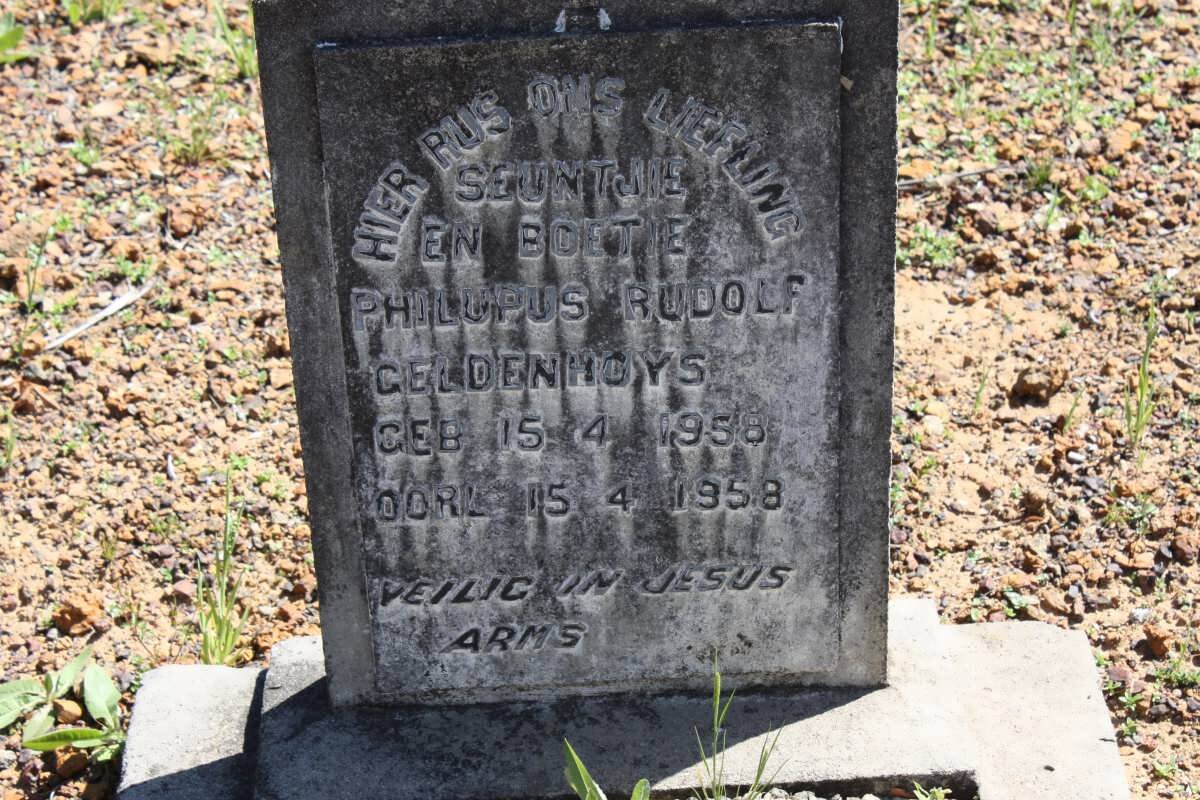 HIER RUS ONS LIEFLING
SEUNTJIE
EN BOETIE
PHILUPUS RUDOLF
GELDENHOYS
GEB 15 4 1958
OORL 15 4 1958
VEILIG IN JESUS
ARMS